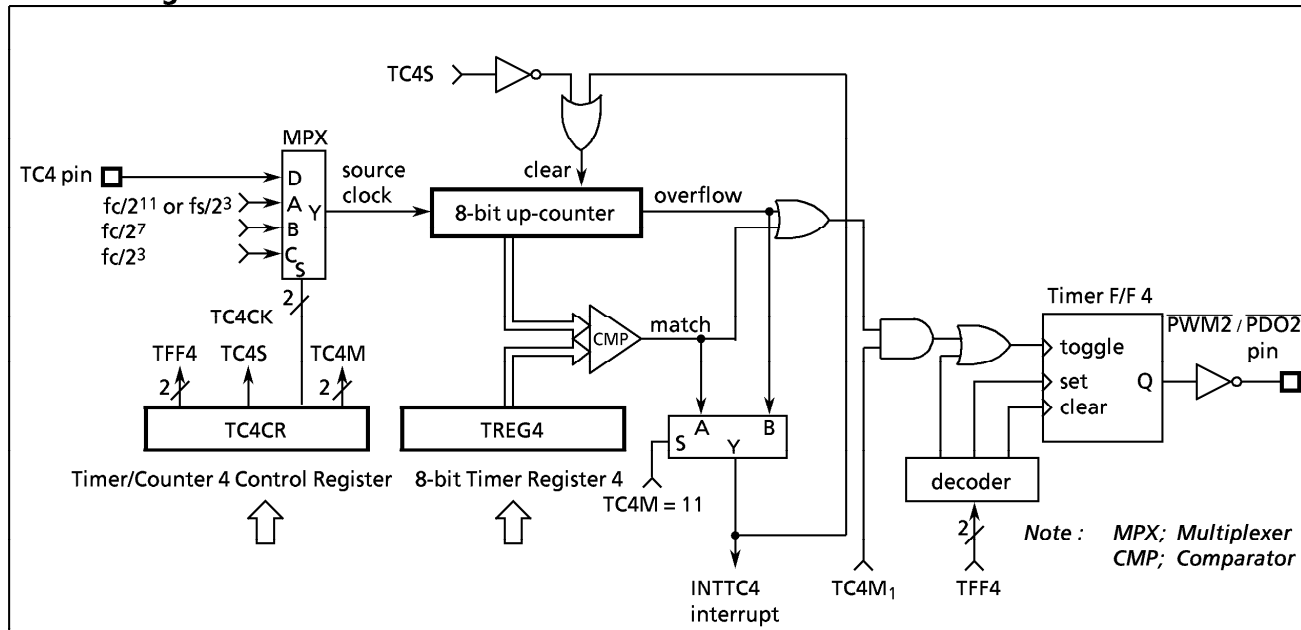 TC4S
MPX
TC4 pin
D
source
clock
clear
overflow
fc/2¹¹ or fs/2³
A
Y
8-bit up-counter
fc/2⁷
B
fc/2³
C
S
2
TC4CK
TFF4
TC4S
TC4M
2
2
CMP
match
Timer F/F 4
PWM2 / PDO2
pin
toggle
set
Q
clear
TC4CR
TREG4
S
A
B
Y
Timer/Counter 4 Control Register
8-bit Timer Register 4
TC4M = 11
decoder
2
Note : MPX; Multiplexer
CMP; Comparator
INTTC4
interrupt
TC4M₁
TFF4